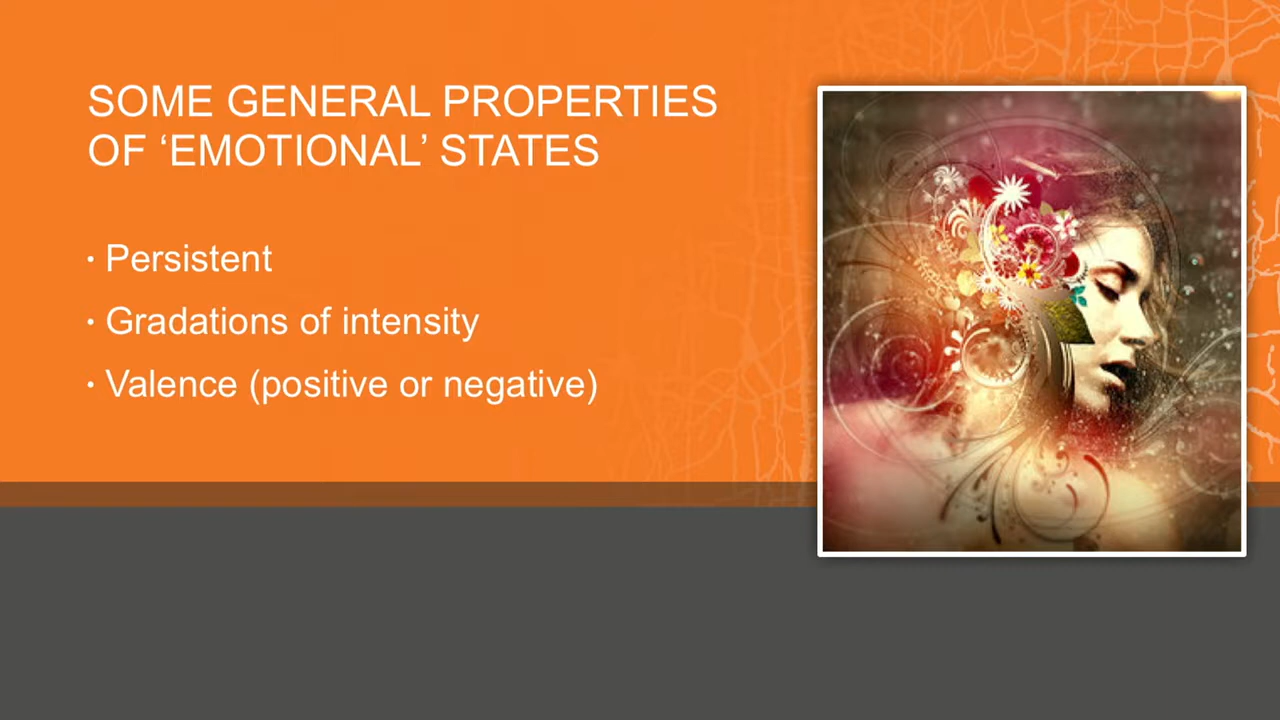 SOME GENERAL PROPERTIES
OF ‘EMOTIONAL’ STATES
• Persistent
• Gradations of intensity
• Valence (positive or negative)